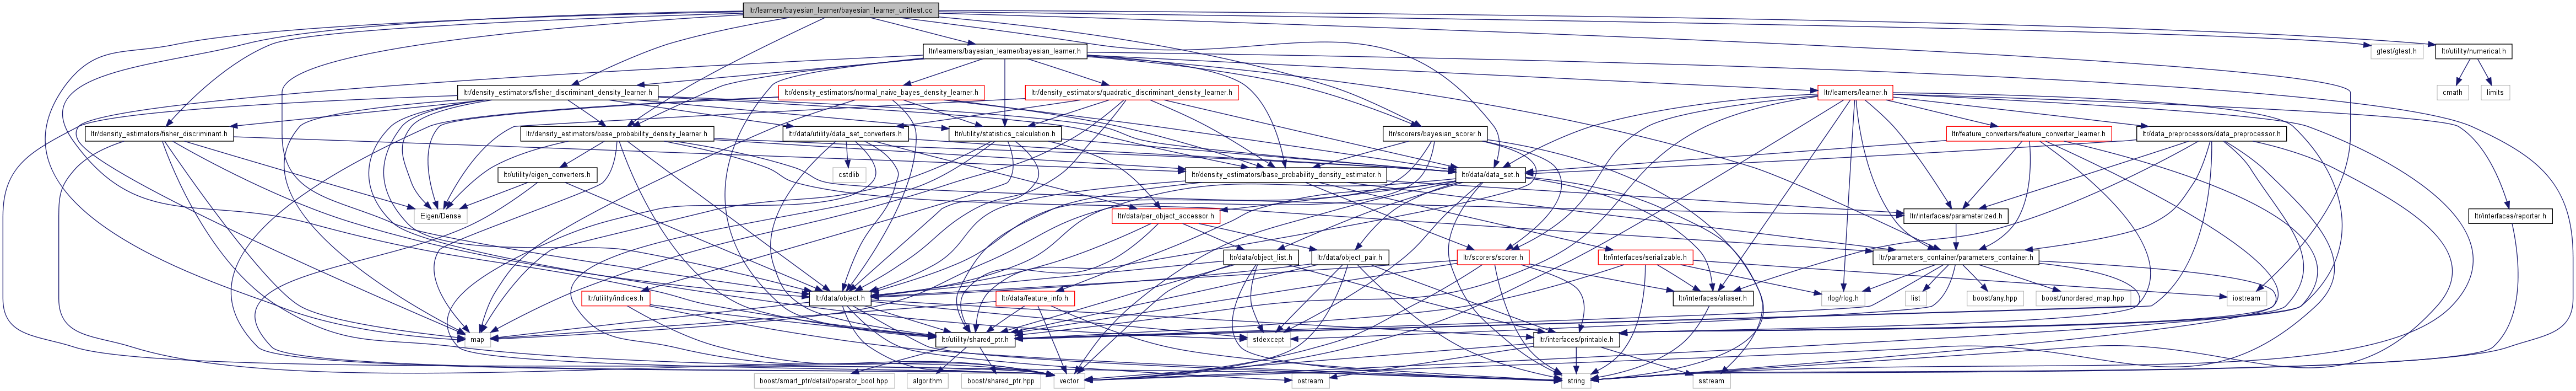 ltr/learners/bayesian_learner/bayesian_learner_unittest.cc
ltr/learners/bayesian_learner/bayesian_learner.h
gtest/gtest.h
ltr/utility/numerical.h
ltr/density_estimators/fisher_discriminant_density_learner.h
ltr/density_estimators/normal_naive_bayes_density_learner.h
ltr/density_estimators/quadratic_discriminant_density_learner.h
ltr/learners/learner.h
cmath
limits
ltr/density_estimators/fisher_discriminant.h
ltr/density_estimators/base_probability_density_learner.h
ltr/data/utility/data_set_converters.h
ltr/utility/statistics_calculation.h
ltr/scorers/bayesian_scorer.h
ltr/feature_converters/feature_converter_learner.h
ltr/data_preprocessors/data_preprocessor.h
ltr/utility/eigen_converters.h
cstdlib
ltr/density_estimators/base_probability_density_estimator.h
ltr/data/data_set.h
Eigen/Dense
ltr/data/per_object_accessor.h
ltr/interfaces/parameterized.h
ltr/interfaces/reporter.h
ltr/data/object_list.h
ltr/data/object_pair.h
ltr/scorers/scorer.h
ltr/interfaces/serializable.h
ltr/parameters_container/parameters_container.h
ltr/utility/indices.h
ltr/data/object.h
ltr/data/feature_info.h
ltr/interfaces/aliaser.h
rlog/rlog.h
list
boost/any.hpp
boost/unordered_map.hpp
iostream
map
ltr/utility/shared_ptr.h
stdexcept
ltr/interfaces/printable.h
boost/smart_ptr/detail/operator_bool.hpp
algorithm
boost/shared_ptr.hpp
vector
ostream
string
sstream